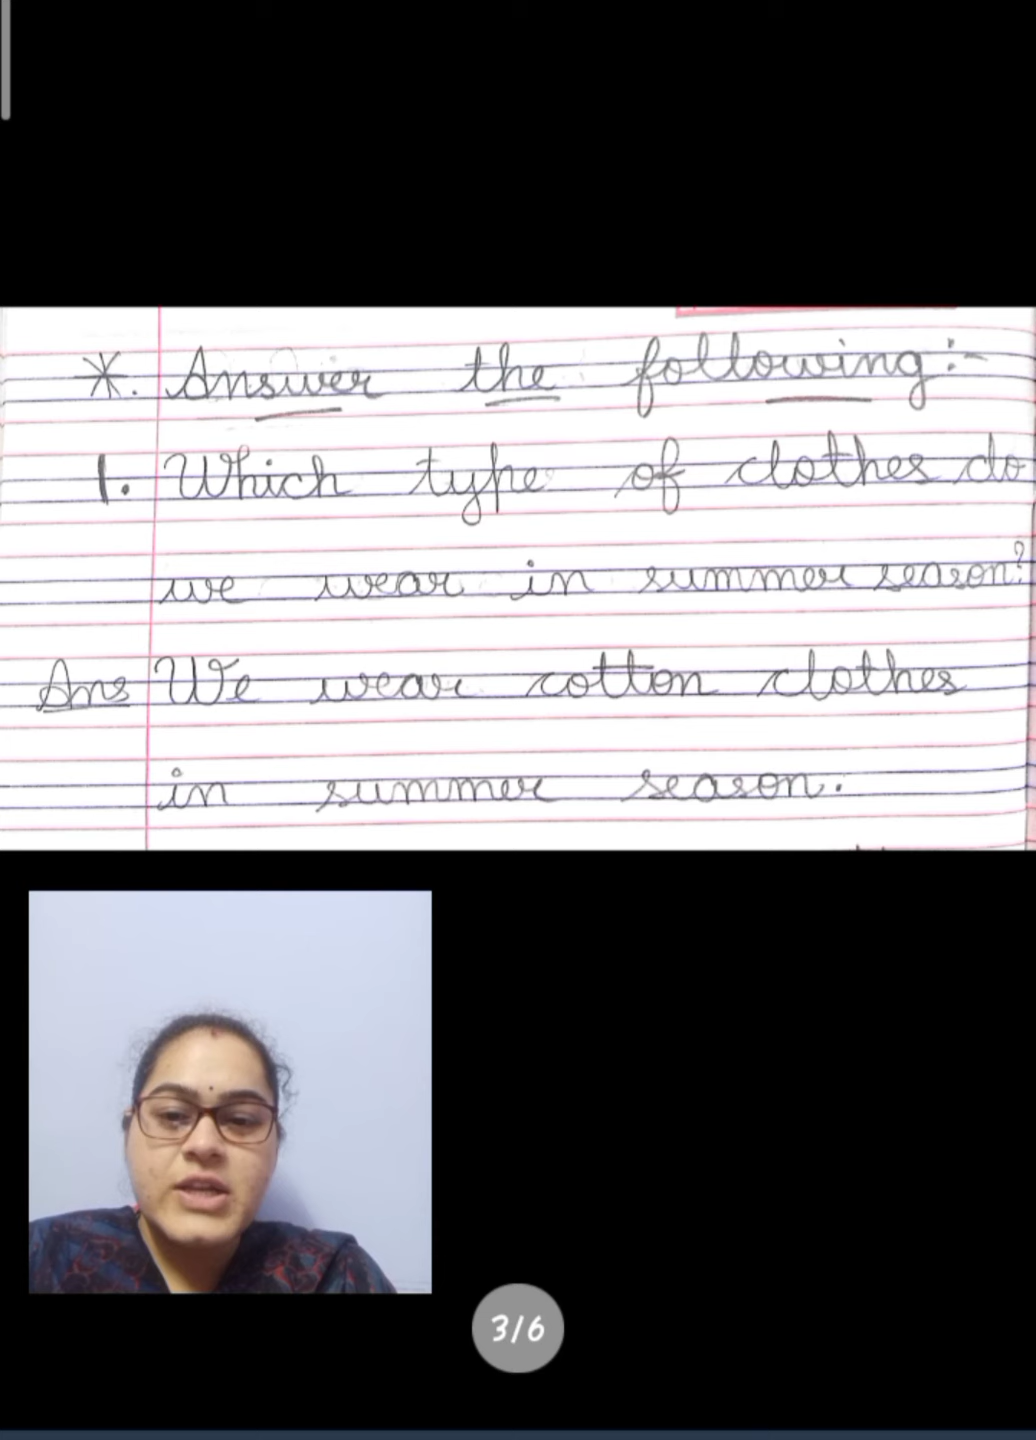 *. Answer the following:-
1. Which type of clothes do
we wear in summer season?
Ans We wear cotton clothes
in summer season.
3/6